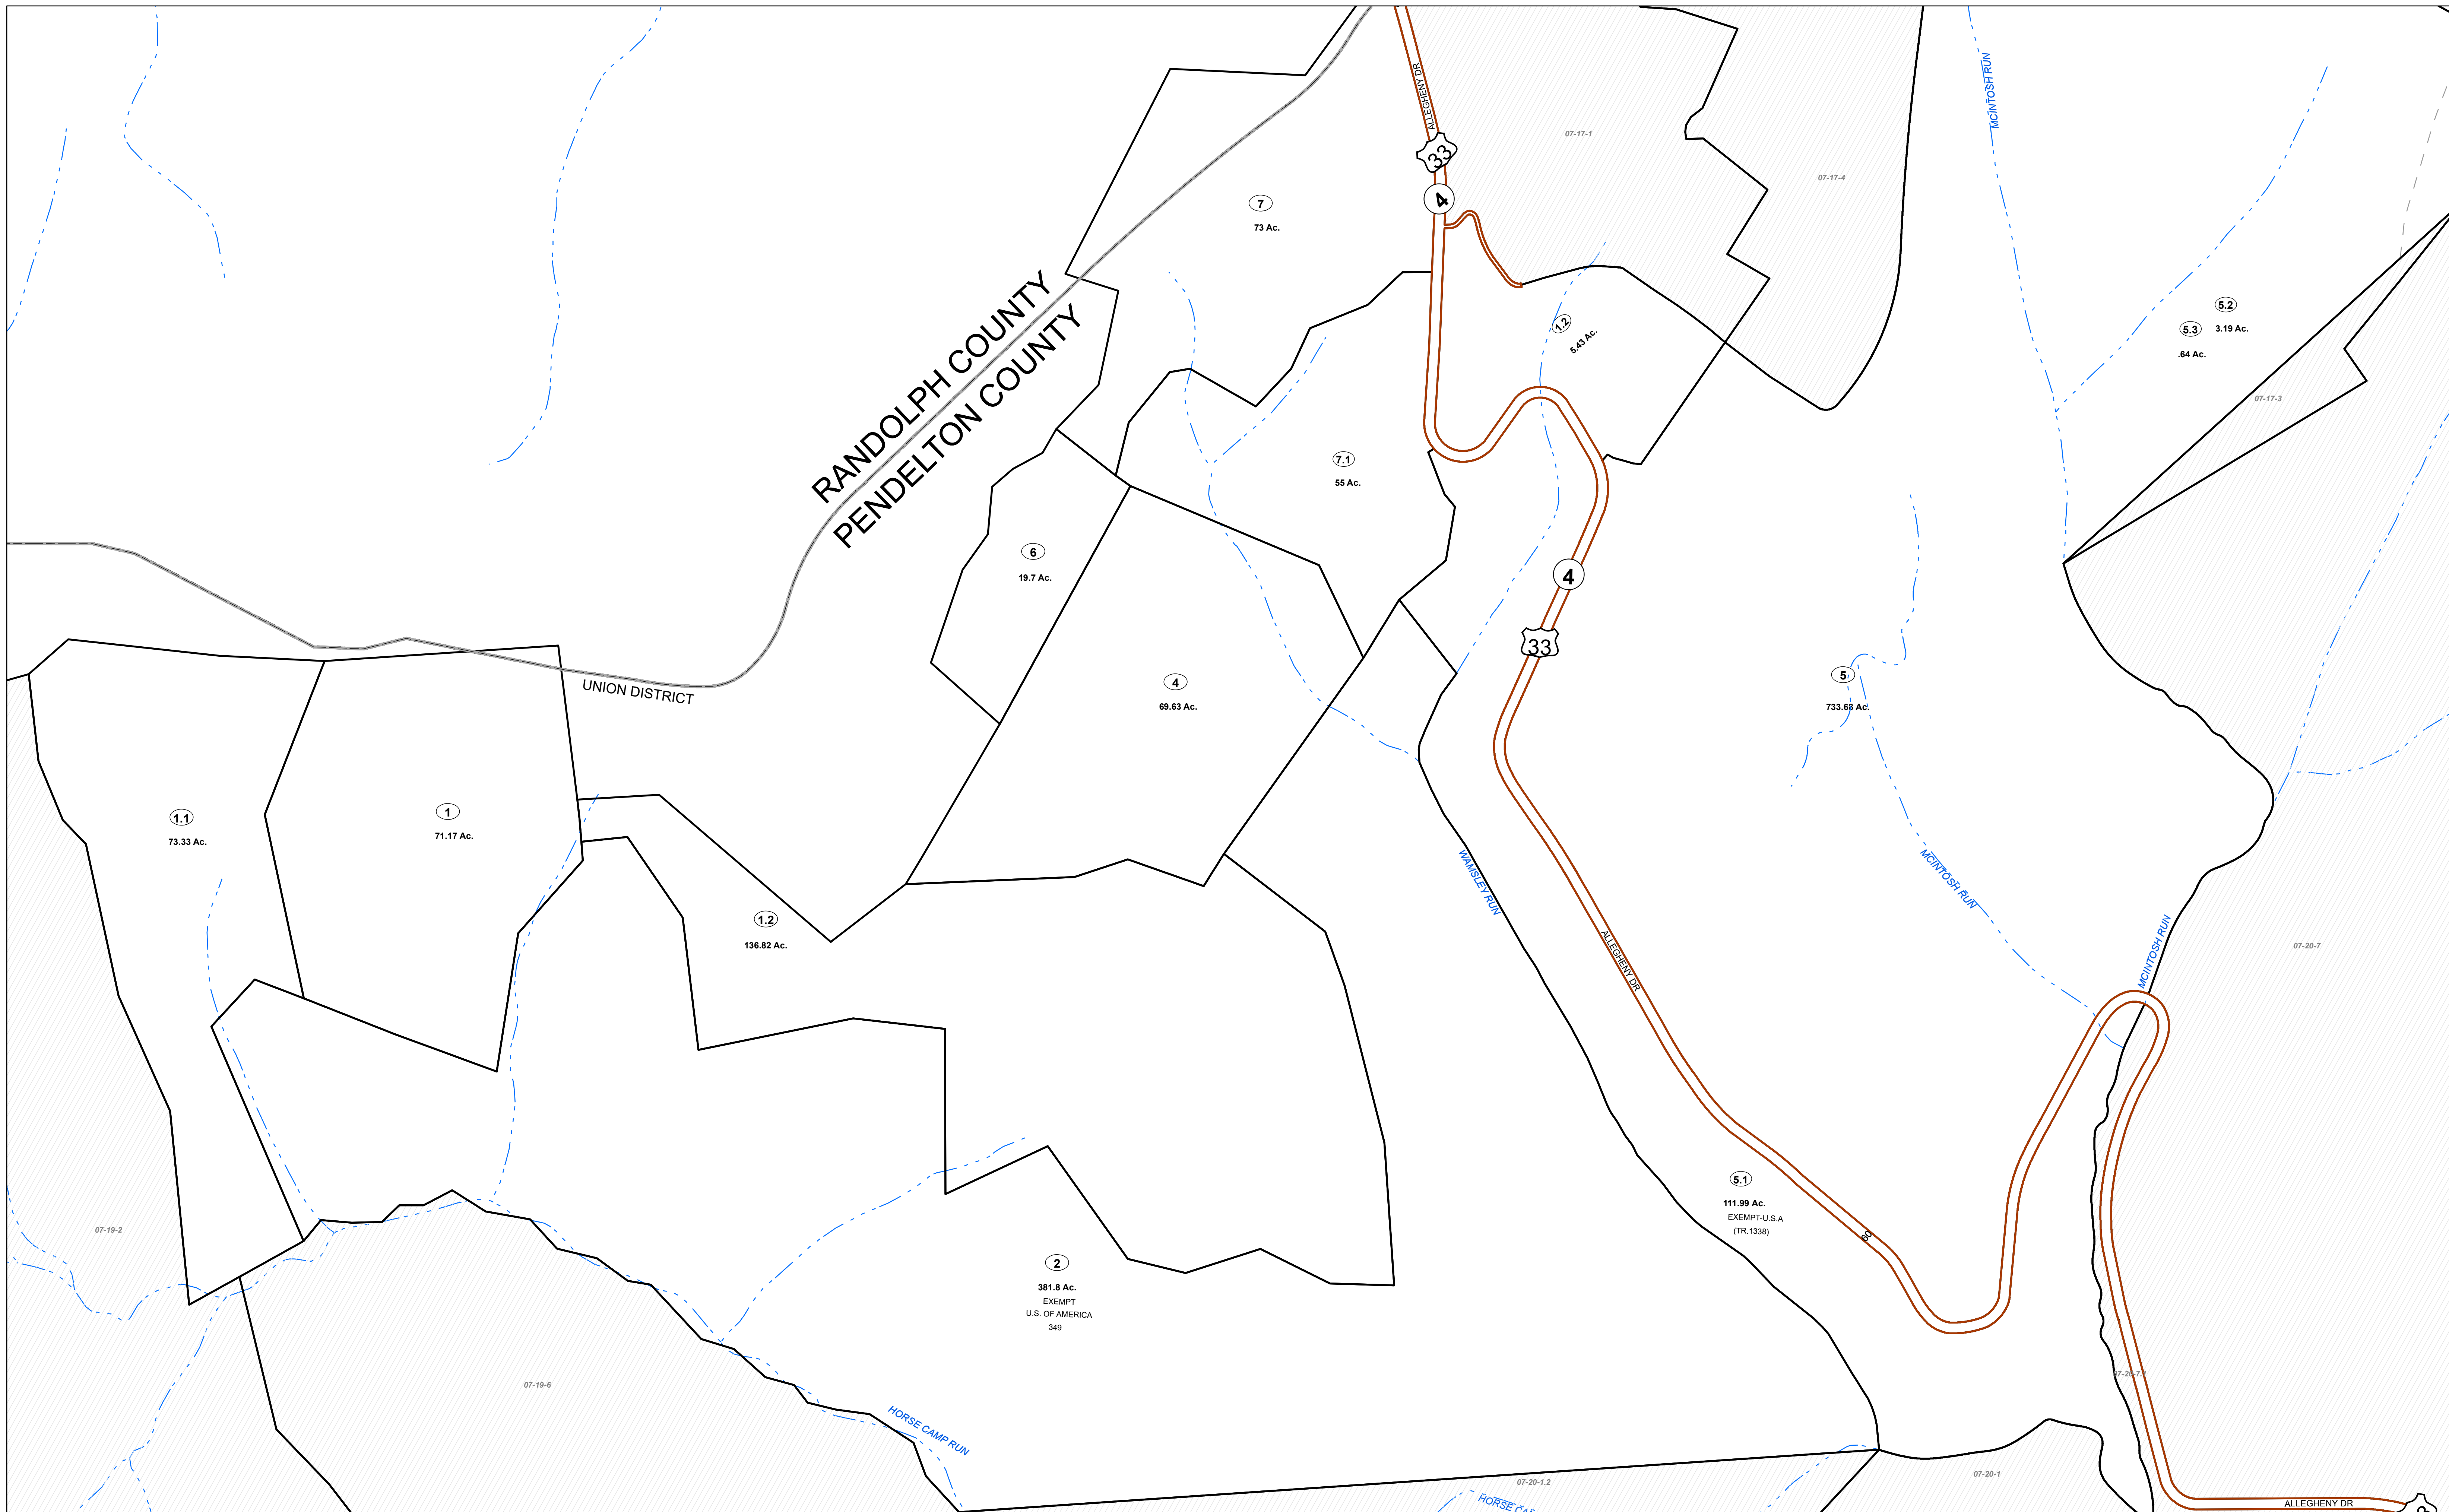 MCINTOSH RUN
ALLEGHENY DR
33
07-17-1
07-17-4
4
7
73 Ac.
5.2
3.19 Ac.
5.3
.64 Ac.
1.2
5.43 Ac.
RANDOLPH COUNTY
PENDELTON COUNTY
07-17-3
7.1
55 Ac.
6
19.7 Ac.
4
33
UNION DISTRICT
4
69.63 Ac.
5
733.68 Ac.
1.1
73.33 Ac.
1
71.17 Ac.
WAMSLEY RUN
MCINTOSH RUN
1.2
136.82 Ac.
ALLEGHENY DR
MCINTOSH RUN
07-20-7
5.1
111.99 Ac.
EXEMPT-U.S.A
(TR.1338)
60
07-19-2
2
381.8 Ac.
EXEMPT
U.S. OF AMERICA
349
07-19-6
HORSE CAMP RUN
07-20-1.2
07-20-1
HORSE
ALLEGHENY DR